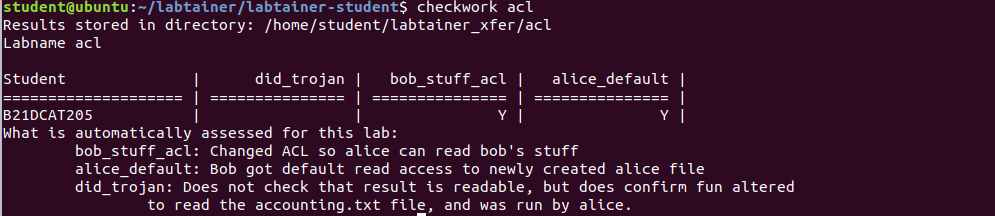 student@ubuntu:~/labtainer/labtainer-student$ checkwork acl
Results stored in directory: /home/student/labtainer_xfer/acl
Labname acl
Student | did_trojan | bob_stuff_acl | alice_default |
==================== | =============== | =============== | =============== |
B21DCAT205 | | Y | Y |
What is automatically assessed for this lab:
bob_stuff_acl: Changed ACL so alice can read bob's stuff
alice_default: Bob got default read access to newly created alice file
did_trojan: Does not check that result is readable, but does confirm fun altered
to read the accounting.txt file, and was run by alice.